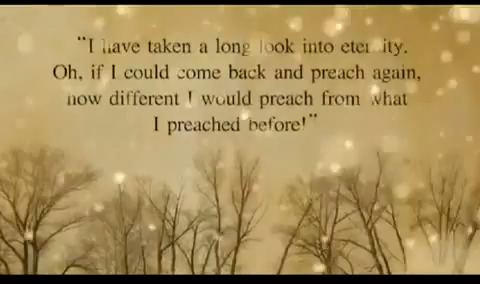 "I have taken a long look into eternity.
Oh, if I could come back and preach again,
how different I would preach from what
I preached before!"